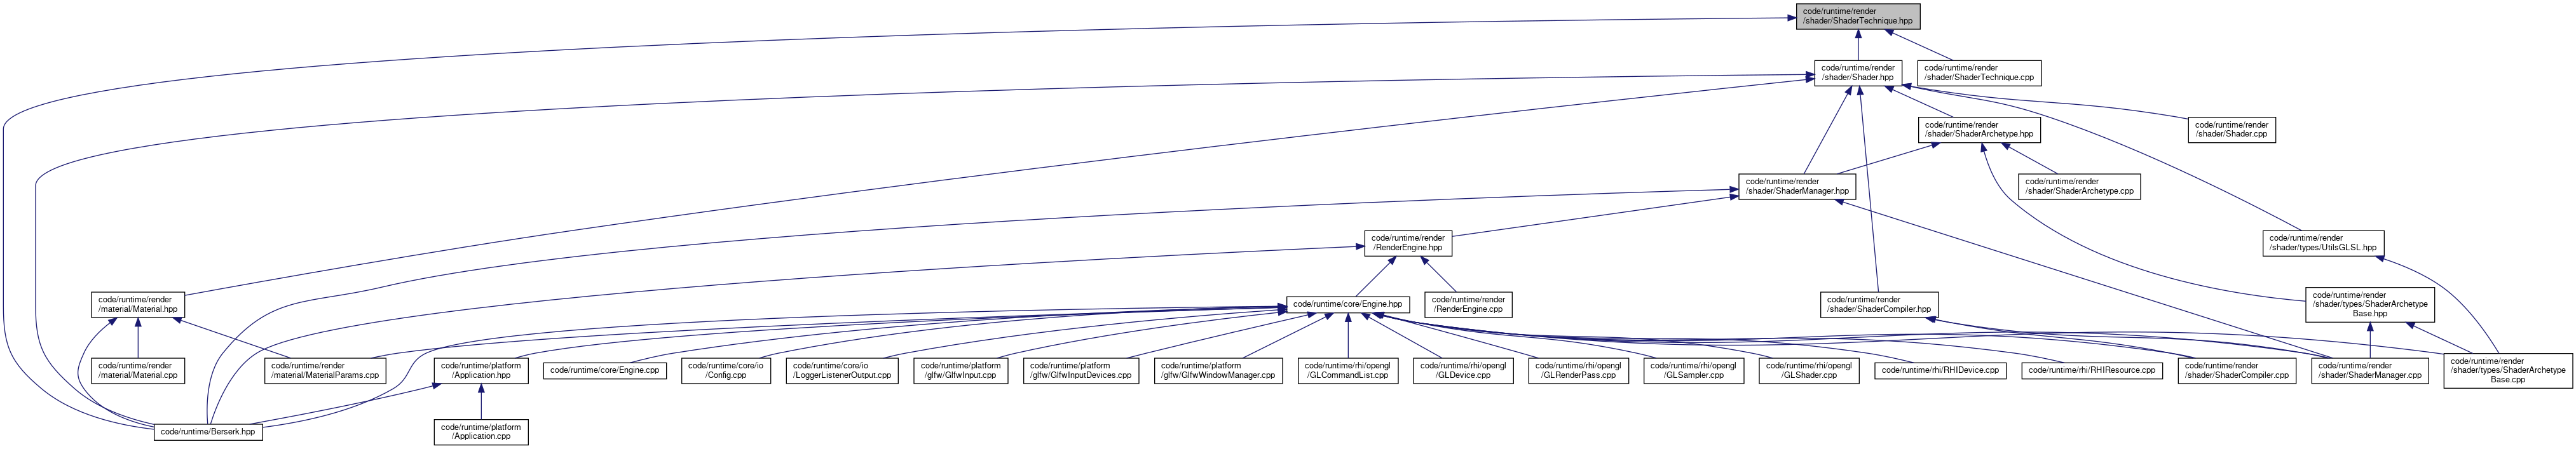 code/runtime/render
/shader/ShaderTechnique.hpp
code/runtime/render
/shader/Shader.hpp
code/runtime/render
/shader/ShaderTechnique.cpp
code/runtime/render
/shader/ShaderArchetype.hpp
code/runtime/render
/shader/Shader.cpp
code/runtime/render
/shader/ShaderManager.hpp
code/runtime/render
/shader/ShaderArchetype.cpp
code/runtime/render
/RenderEngine.hpp
code/runtime/render
/shader/types/UtilsGLSL.hpp
code/runtime/render
/material/Material.hpp
code/runtime/core/Engine.hpp
code/runtime/render
/RenderEngine.cpp
code/runtime/render
/shader/ShaderCompiler.hpp
code/runtime/render
/shader/types/ShaderArchetype
Base.hpp
code/runtime/render
/material/Material.cpp
code/runtime/render
/material/MaterialParams.cpp
code/runtime/platform
/Application.hpp
code/runtime/core/Engine.cpp
code/runtime/core/io
/Config.cpp
code/runtime/core/io
/LoggerListenerOutput.cpp
code/runtime/platform
/glfw/GlfwInput.cpp
code/runtime/platform
/glfw/GlfwInputDevices.cpp
code/runtime/platform
/glfw/GlfwWindowManager.cpp
code/runtime/rhi/opengl
/GLCommandList.cpp
code/runtime/rhi/opengl
/GLDevice.cpp
code/runtime/rhi/opengl
/GLRenderPass.cpp
code/runtime/rhi/opengl
/GLSampler.cpp
code/runtime/rhi/opengl
/GLShader.cpp
code/runtime/rhi/RHIDevice.cpp
code/runtime/rhi/RHIResource.cpp
code/runtime/render
/shader/ShaderCompiler.cpp
code/runtime/render
/shader/ShaderManager.cpp
code/runtime/render
/shader/types/ShaderArchetype
Base.cpp
code/runtime/Berserk.hpp
code/runtime/platform
/Application.cpp